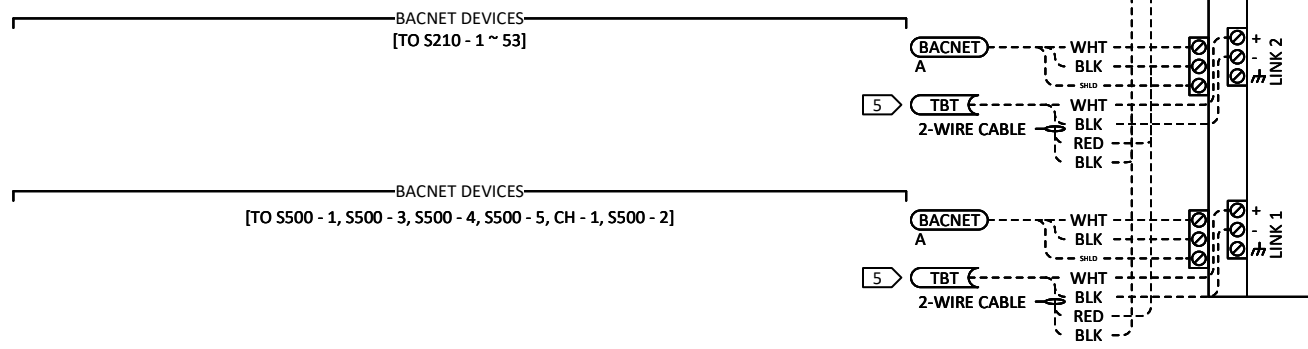 BACNET DEVICES
[TO S210 - 1 ~ 53]
BACNET
A
WHT
BLK
SHLD
5
TBT
2-WIRE CABLE
WHT
BLK
RED
BLK
+
-
LINK 2
BACNET DEVICES
[TO S500 - 1, S500 - 3, S500 - 4, S500 - 5, CH - 1, S500 - 2]
BACNET
A
WHT
BLK
SHLD
5
TBT
2-WIRE CABLE
WHT
BLK
RED
BLK
+
-
LINK 1